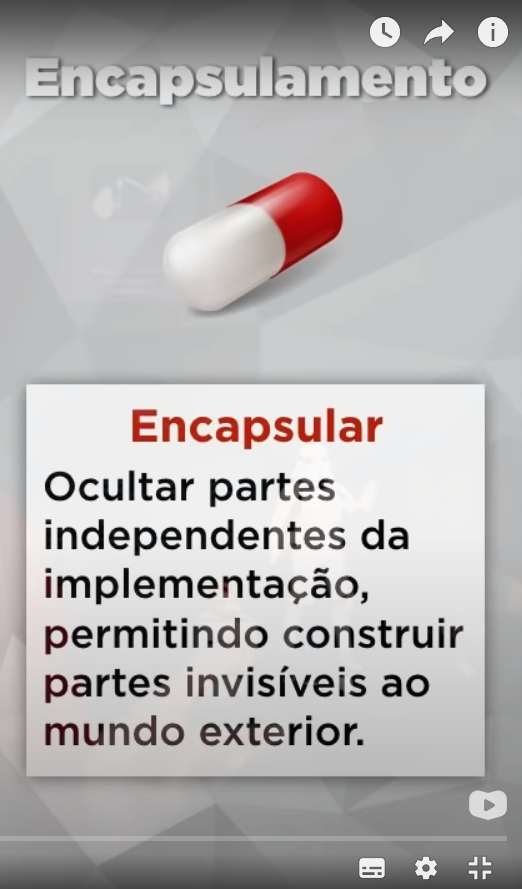 Encapsulamento
Encapsular
Ocultar partes
independentes da
implementação,
permitindo construir
partes invisíveis ao
mundo exterior.